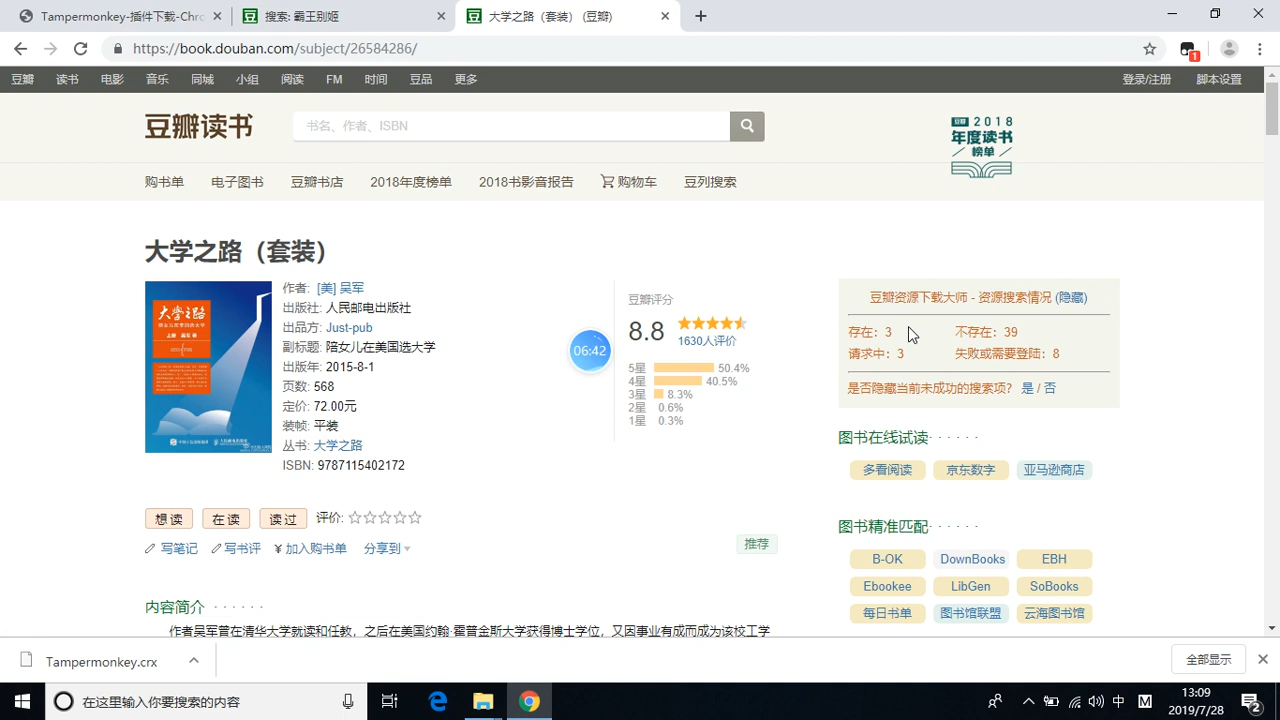 Tampermonkey-插件下载-Chro
搜索: 霸王别姬
大学之路（套装） (豆瓣)
https://book.douban.com/subject/26584286/
1
豆瓣 读书 电影 音乐 同城 小组 阅读 FM 时间 豆品 更多 登录/注册 脚本设置
豆瓣读书
书名、作者、ISBN
豆瓣 2018
年度读书
榜单
购书单 电子图书 豆瓣书店 2018年度榜单 2018书影音报告 购物车 豆列搜索
大学之路（套装）
大学之路
陪女儿在美国选大学
作者: [美] 吴军
出版社: 人民邮电出版社
出品方: Just-pub
副标题: 陪女儿在美国选大学
出版年: 2015-8-1
页数: 568
定价: 72.00元
装帧: 平装
丛书: 大学之路
ISBN: 9787115402172
06:42
豆瓣评分
8.8
1630人评价
5星 50.4%
4星 40.5%
3星 8.3%
2星 0.6%
1星 0.3%
想读 在读 读过 评价:
写笔记 写书评 ¥ 加入购书单 分享到
推荐
内容简介 · · · · · ·
作者吴军曾在清华大学就读和任教，之后在美国约翰·霍普金斯大学获得博士学位，又因事业有成而成为该校工学
豆瓣资源下载大师 - 资源搜索情况 (隐藏)
存在: 不存在: 39
请求中: 3 失败或需要登陆: 8
是否隐藏当前未成功的搜索项? 是 / 否
图书在线试读 · · · · · ·
多看阅读 京东数字 亚马逊商店
图书精准匹配 · · · · · ·
B-OK DownBooks EBH
Ebookee LibGen SoBooks
每日书单 图书馆联盟 云海图书馆
Tampermonkey.crx
全部显示
在这里输入你要搜索的内容
中 M
13:09
2019/7/28
2